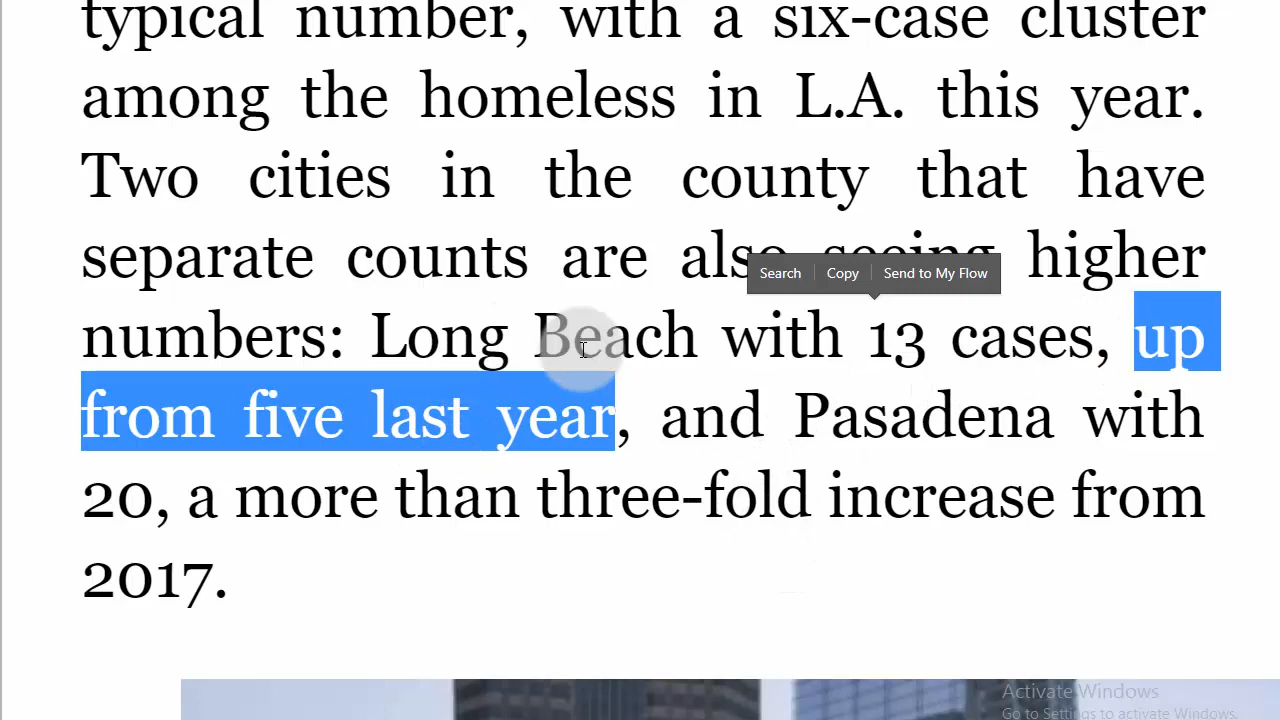 typical number, with a six-case cluster
among the homeless in L.A. this year.
Two cities in the county that have
separate counts are also seeing higher
Search Copy Send to My Flow
numbers: Long Beach with 13 cases, up
from five last year, and Pasadena with
20, a more than three-fold increase from
2017.
Activate Windows
Go to Settings to activate Windows.